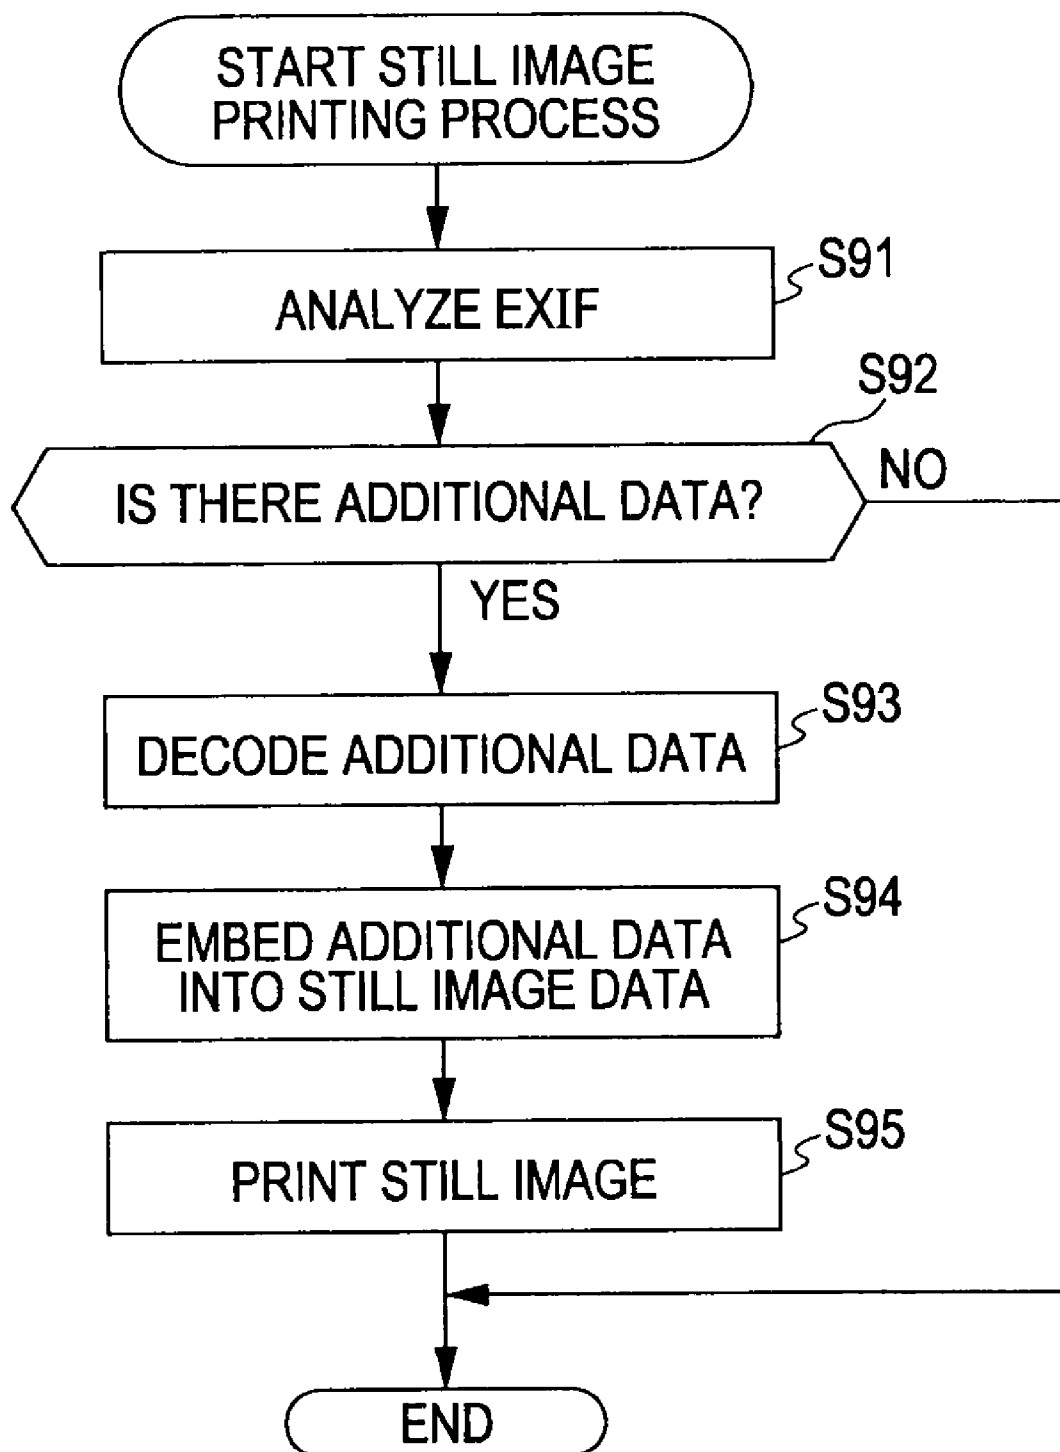 START STILL IMAGE
PRINTING PROCESS
S91
ANALYZE EXIF
S92
IS THERE ADDITIONAL DATA?
NO
YES
S93
DECODE ADDITIONAL DATA
S94
EMBED ADDITIONAL DATA
INTO STILL IMAGE DATA
S95
PRINT STILL IMAGE
END